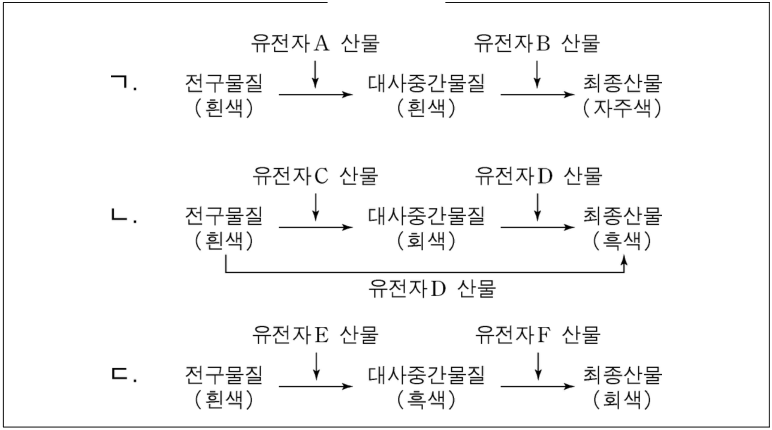 유전자A 산물 유전자B 산물
ㄱ. 전구물질 대사중간물질 최종산물
(흰색) (흰색) (자주색)
유전자C 산물 유전자D 산물
ㄴ. 전구물질 대사중간물질 최종산물
(흰색) (회색) (흑색)
유전자D 산물
유전자E 산물 유전자F 산물
ㄷ. 전구물질 대사중간물질 최종산물
(흰색) (흑색) (회색)